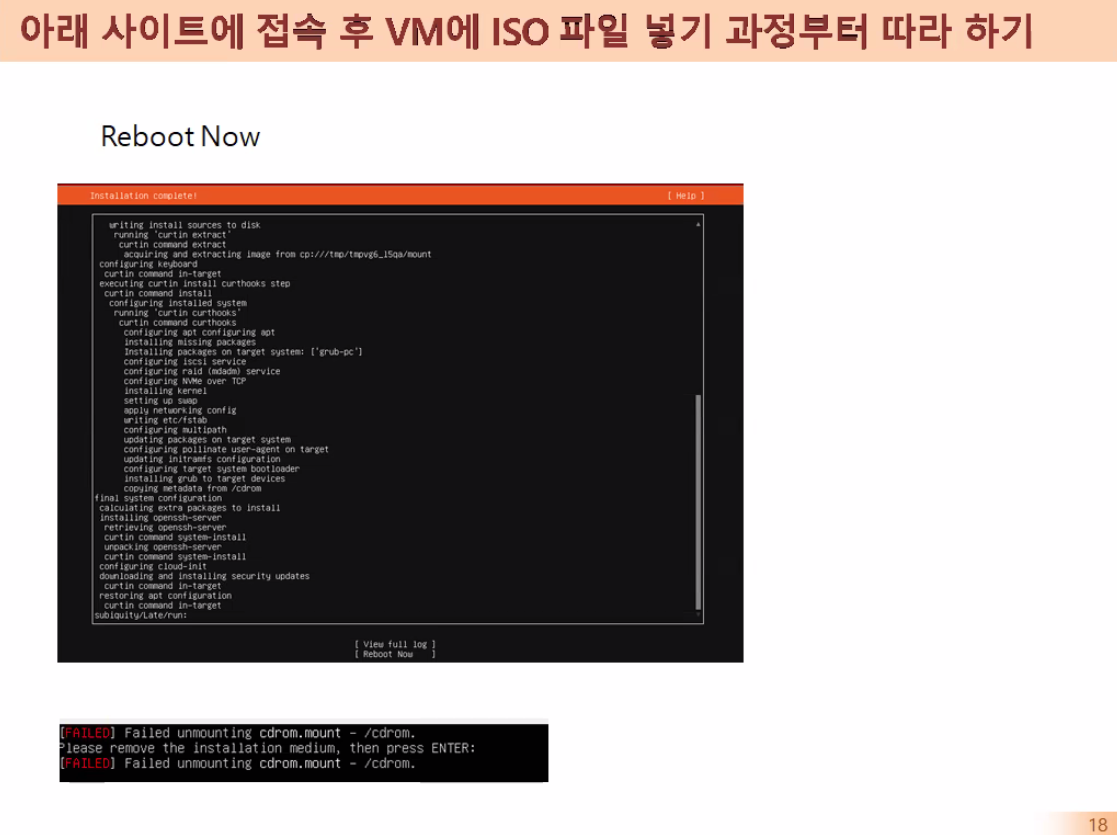 아래 사이트에 접속 후 VM에 ISO 파일 넣기 과정부터 따라 하기
Reboot Now
Installation complete! [ Help ]
writing install sources to disk
running 'curtin extract'
curtin command extract
acquiring and extracting image from cp:///tmp/tmpvg6_l5qa/mount
configuring keyboard
curtin command in-target
executing curtin install curthooks step
curtin command install
configuring installed system
running 'curtin curthooks'
curtin command curthooks
configuring apt configuring apt
installing missing packages
Installing packages on target system: ['grub-pc']
configuring iscsi service
configuring raid (mdadm) service
configuring NVMe over TCP
installing kernel
setting up swap
apply networking config
writing etc/fstab
configuring multipath
updating packages on target system
configuring pollinate user-agent on target
updating initramfs configuration
configuring target system bootloader
installing grub to target devices
copying metadata from /cdrom
final system configuration
calculating extra packages to install
installing openssh-server
retrieving openssh-server
curtin command system-install
unpacking openssh-server
curtin command system-install
configuring cloud-init
downloading and installing security updates
curtin command in-target
restoring apt configuration
curtin command in-target
subiquity/Late/run:
[ View full log ]
[ Reboot Now ]
[FAILED] Failed unmounting cdrom.mount - /cdrom.
Please remove the installation medium, then press ENTER:
[FAILED] Failed unmounting cdrom.mount - /cdrom.
18